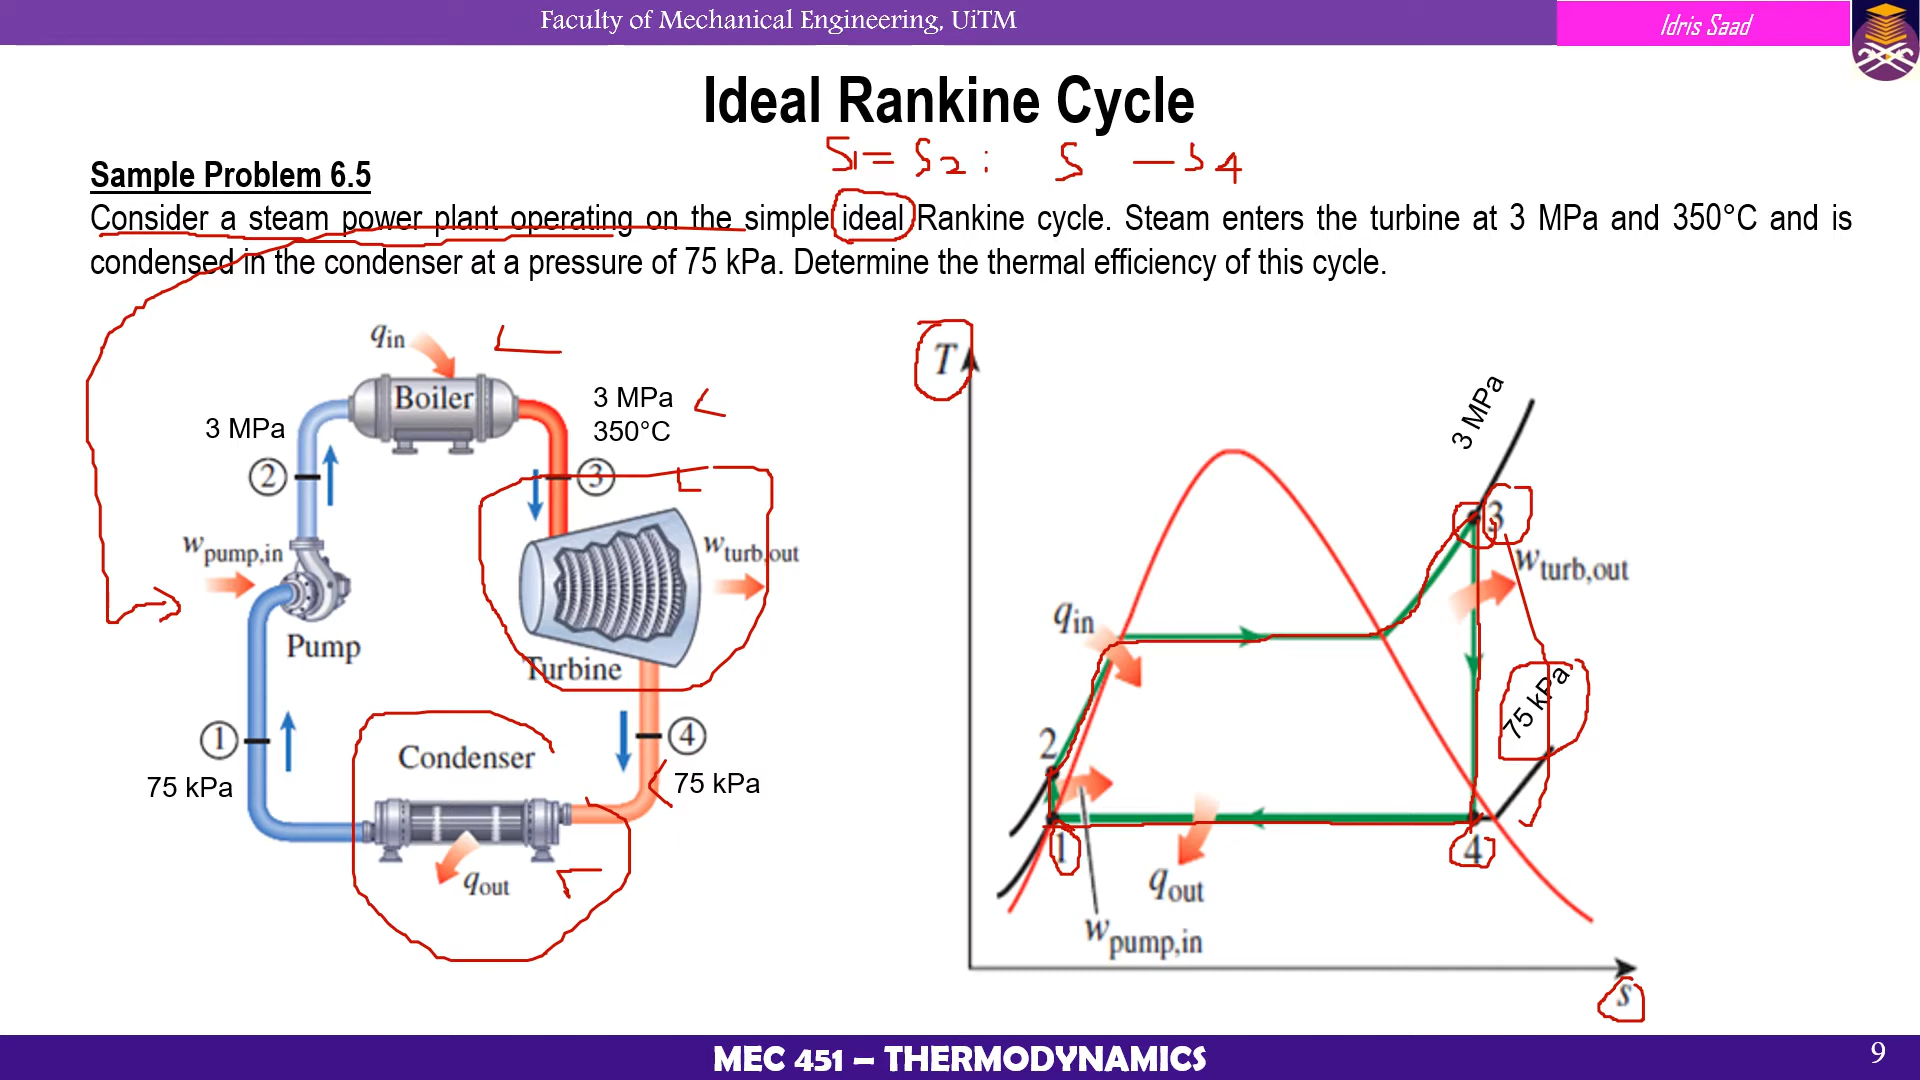 Faculty of Mechanical Engineering, UiTM
Idris Saad
Ideal Rankine Cycle
S1 = S2 : S – S4
Sample Problem 6.5
Consider a steam power plant operating on the simple ideal Rankine cycle. Steam enters the turbine at 3 MPa and 350°C and is
condensed in the condenser at a pressure of 75 kPa. Determine the thermal efficiency of this cycle.
qin
Boiler
3 MPa
350°C
3 MPa
2
3
wpump,in
wturb,out
Pump
Turbine
1
4
Condenser
75 kPa
75 kPa
qout
T
3 MPa
3
wturb,out
qin
75 kPa
2
1
4
qout
wpump,in
s
MEC 451 – THERMODYNAMICS
9